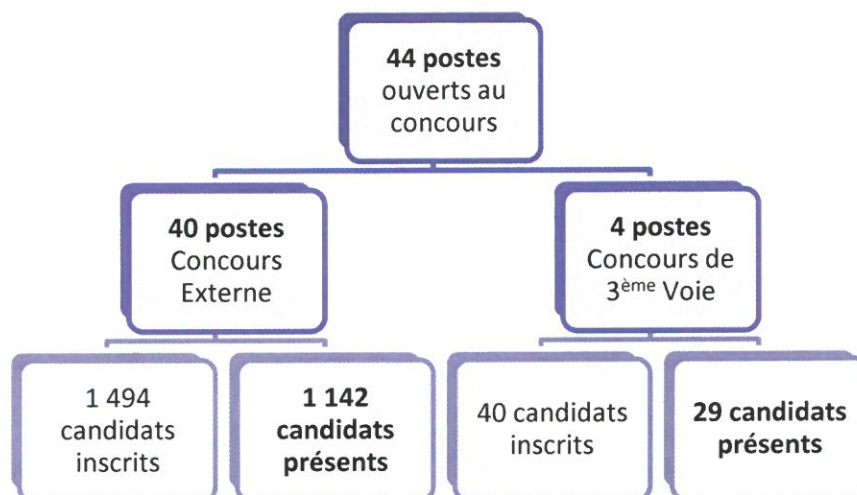 44 postes
ouverts au
concours
40 postes
Concours
Externe
4 postes
Concours de
3ème Voie
1 494
candidats
inscrits
1 142
candidats
présents
40 candidats
inscrits
29 candidats
présents